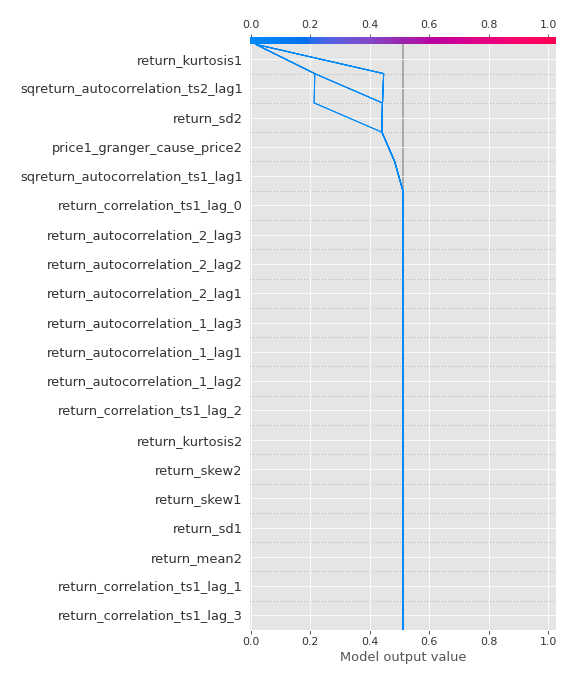 0.0 0.2 0.4 0.6 0.8 1.0
return_kurtosis1
sqreturn_autocorrelation_ts2_lag1
return_sd2
price1_granger_cause_price2
sqreturn_autocorrelation_ts1_lag1
return_correlation_ts1_lag_0
return_autocorrelation_2_lag3
return_autocorrelation_2_lag2
return_autocorrelation_2_lag1
return_autocorrelation_1_lag3
return_autocorrelation_1_lag1
return_autocorrelation_1_lag2
return_correlation_ts1_lag_2
return_kurtosis2
return_skew2
return_skew1
return_sd1
return_mean2
return_correlation_ts1_lag_1
return_correlation_ts1_lag_3
0.0 0.2 0.4 0.6 0.8 1.0
Model output value